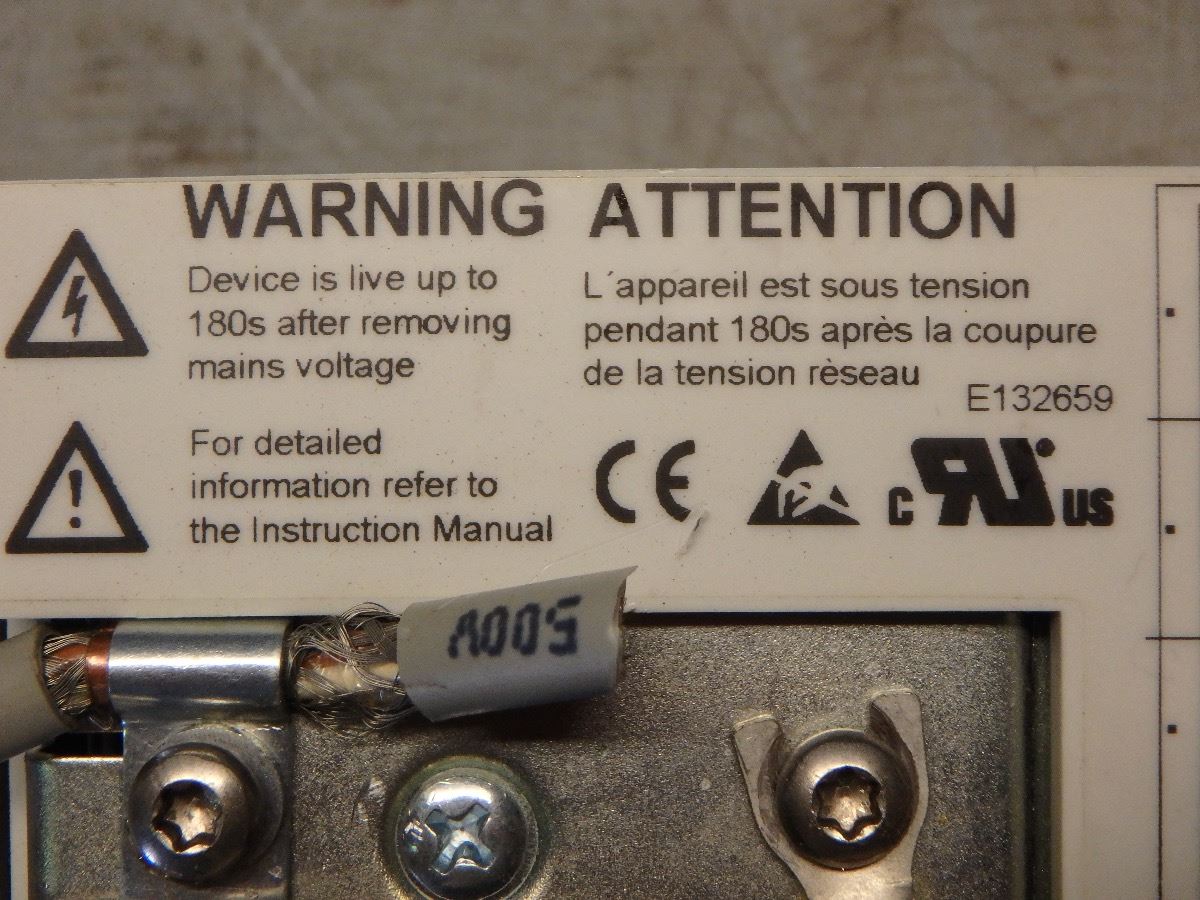 WARNING
Device is live up to
180s after removing
mains voltage
For detailed
information refer to
the Instruction Manual
ATTENTION
L´appareil est sous tension
pendant 180s après la coupure
de la tension rèseau
E132659
CE
c RU US
A005